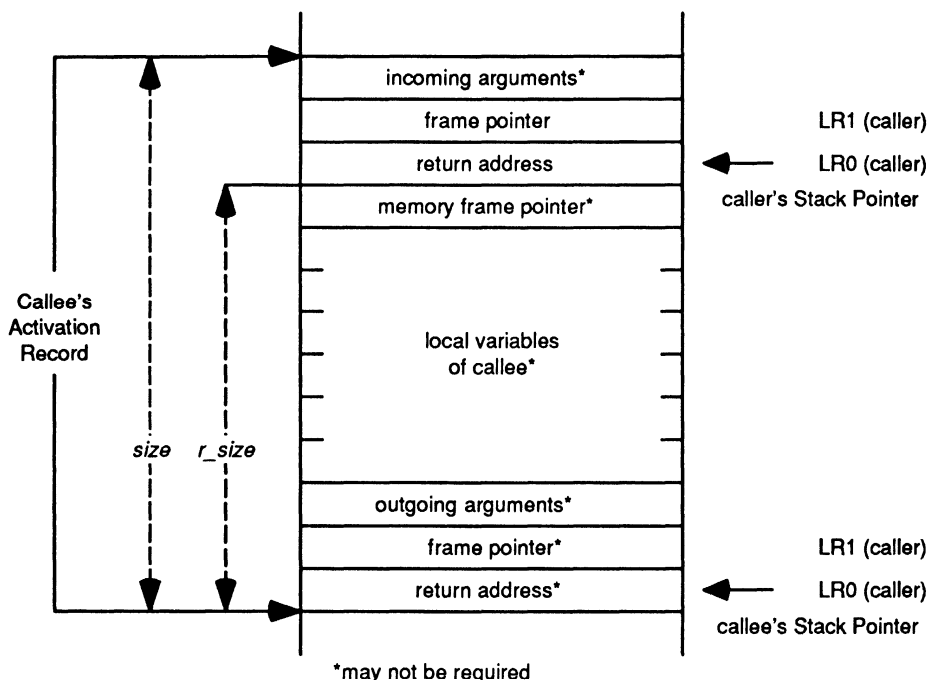 incoming arguments*
frame pointer
LR1 (caller)
return address
LR0 (caller)
caller's Stack Pointer
memory frame pointer*
Callee's
Activation
Record
local variables
of callee*
size
r_size
outgoing arguments*
frame pointer*
LR1 (caller)
return address*
LR0 (caller)
callee's Stack Pointer
*may not be required